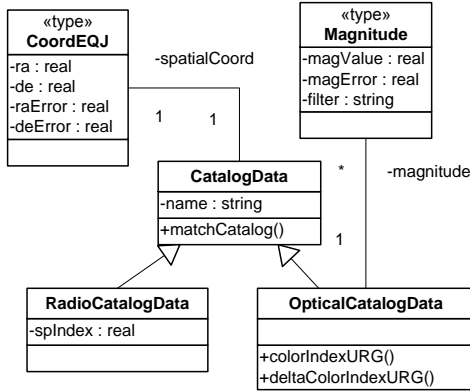 «type»
CoordEQJ
-ra : real
-de : real
-raError : real
-deError : real
«type»
Magnitude
-magValue : real
-magError : real
-filter : string
-spatialCoord
1
1
CatalogData
-name : string
+matchCatalog()
*
-magnitude
1
RadioCatalogData
-spIndex : real
OpticalCatalogData
+colorIndexURG()
+deltaColorIndexURG()